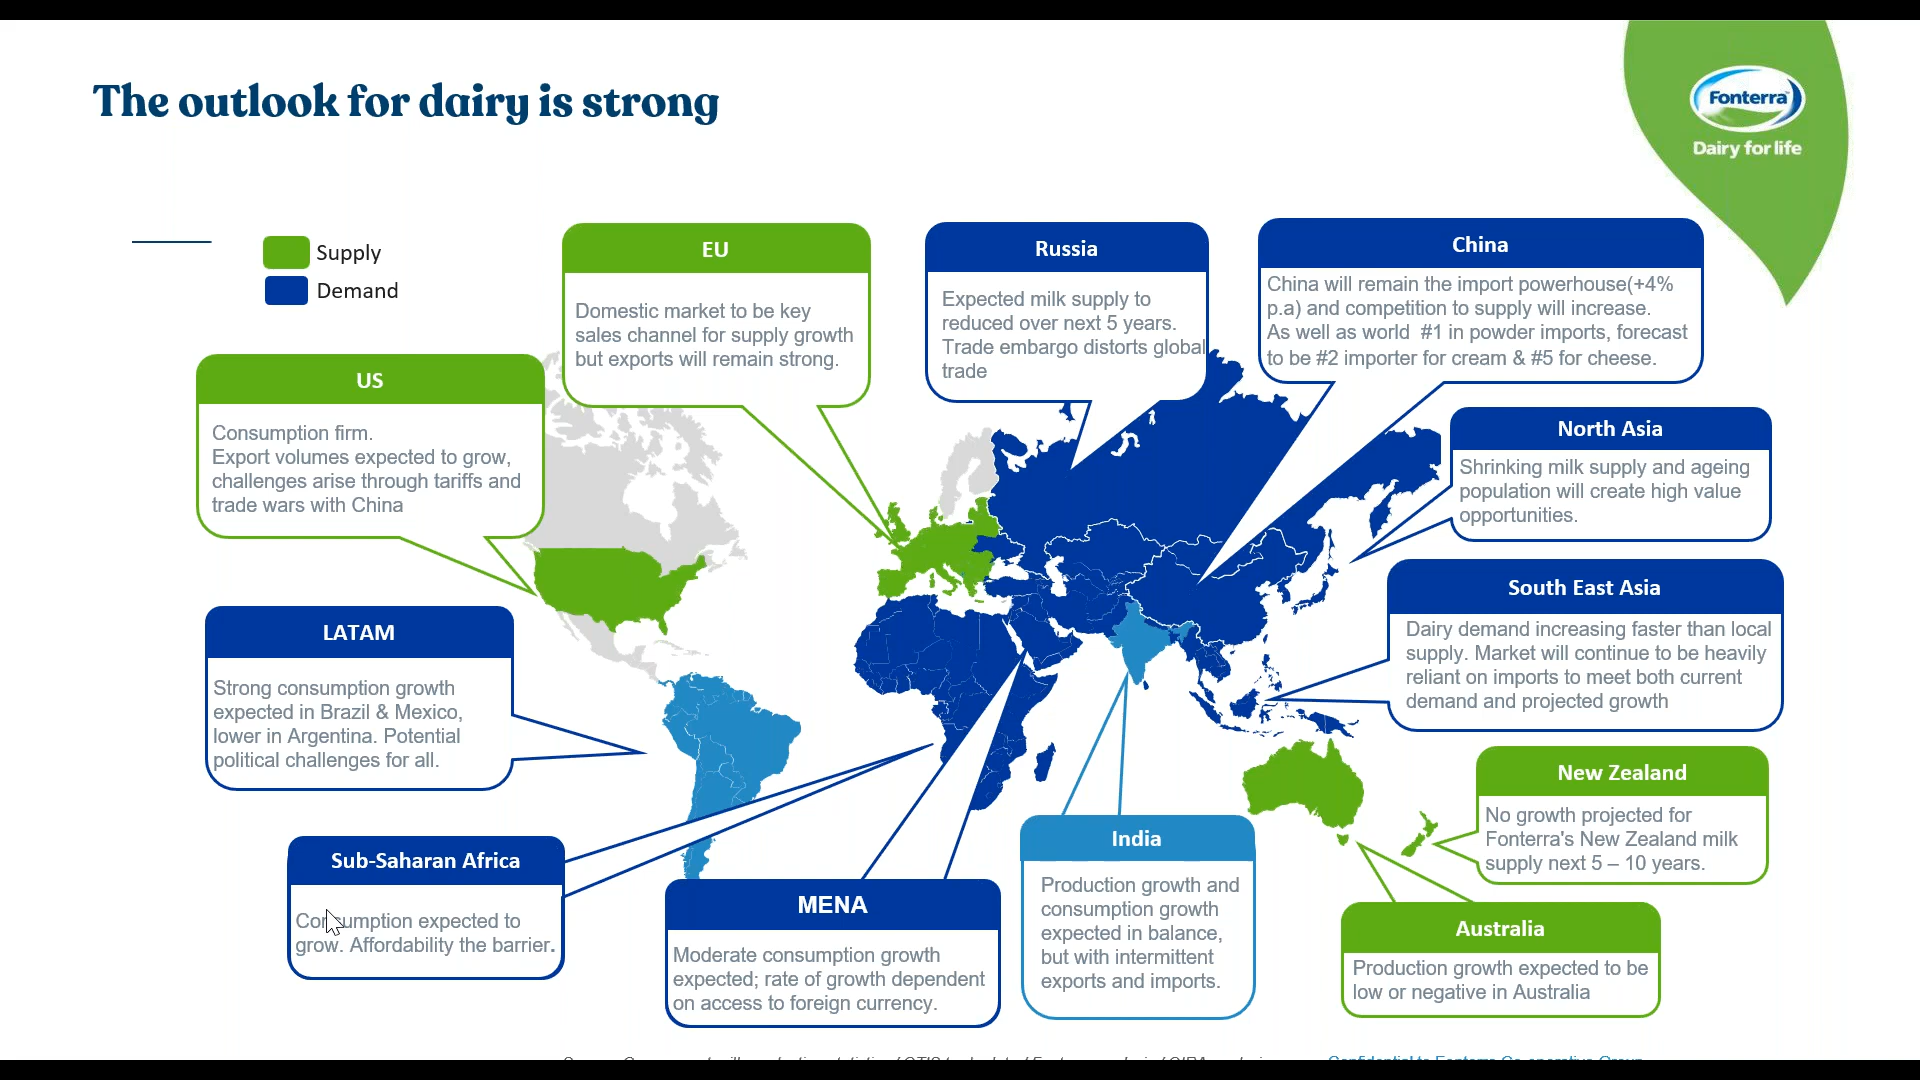 The outlook for dairy is strong
Fonterra
Dairy for life
Supply
Demand
EU
Domestic market to be key
sales channel for supply growth
but exports will remain strong.
Russia
Expected milk supply to
reduced over next 5 years.
Trade embargo distorts global
trade
China
China will remain the import powerhouse(+4%
p.a) and competition to supply will increase.
As well as world #1 in powder imports, forecast
to be #2 importer for cream & #5 for cheese.
US
Consumption firm.
Export volumes expected to grow,
challenges arise through tariffs and
trade wars with China
North Asia
Shrinking milk supply and ageing
population will create high value
opportunities.
South East Asia
Dairy demand increasing faster than local
supply. Market will continue to be heavily
reliant on imports to meet both current
demand and projected growth
LATAM
Strong consumption growth
expected in Brazil & Mexico,
lower in Argentina. Potential
political challenges for all.
New Zealand
No growth projected for
Fonterra's New Zealand milk
supply next 5 – 10 years.
Sub-Saharan Africa
Consumption expected to
grow. Affordability the barrier.
MENA
Moderate consumption growth
expected; rate of growth dependent
on access to foreign currency.
India
Production growth and
consumption growth
expected in balance,
but with intermittent
exports and imports.
Australia
Production growth expected to be
low or negative in Australia
Confidential to Fonterra Co-operative Group